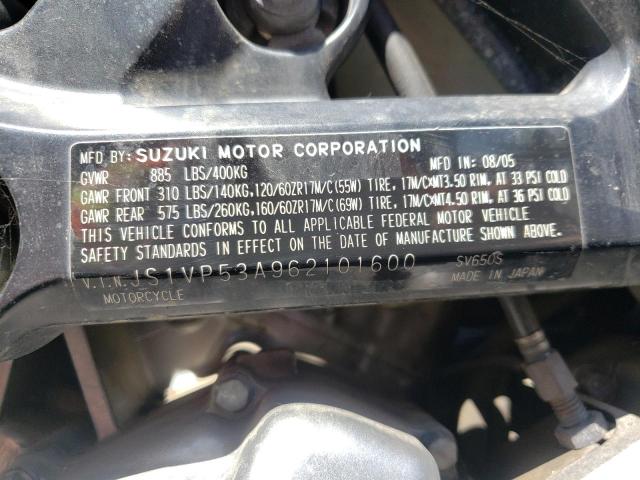 MFD BY: SUZUKI MOTOR CORPORATION MFD IN: 08/05
GVWR 885 LBS/400KG
GAWR FRONT 310 LBS/140KG,120/60ZR17M/C(55W) TIRE, 17M/C×MT3.50 RIM, AT 33 PSI COLD
GAWR REAR 575 LBS/260KG,160/60ZR17M/C(69W) TIRE, 17M/C×MT4.50 RIM, AT 36 PSI COLD
THIS VEHICLE CONFORMS TO ALL APPLICABLE FEDERAL MOTOR VEHICLE
SAFETY STANDARDS IN EFFECT ON THE DATE OF MANUFACTURE SHOWN ABOVE.
V.I.N. JS1VP53A962101600 SV650S
MOTORCYCLE MADE IN JAPAN